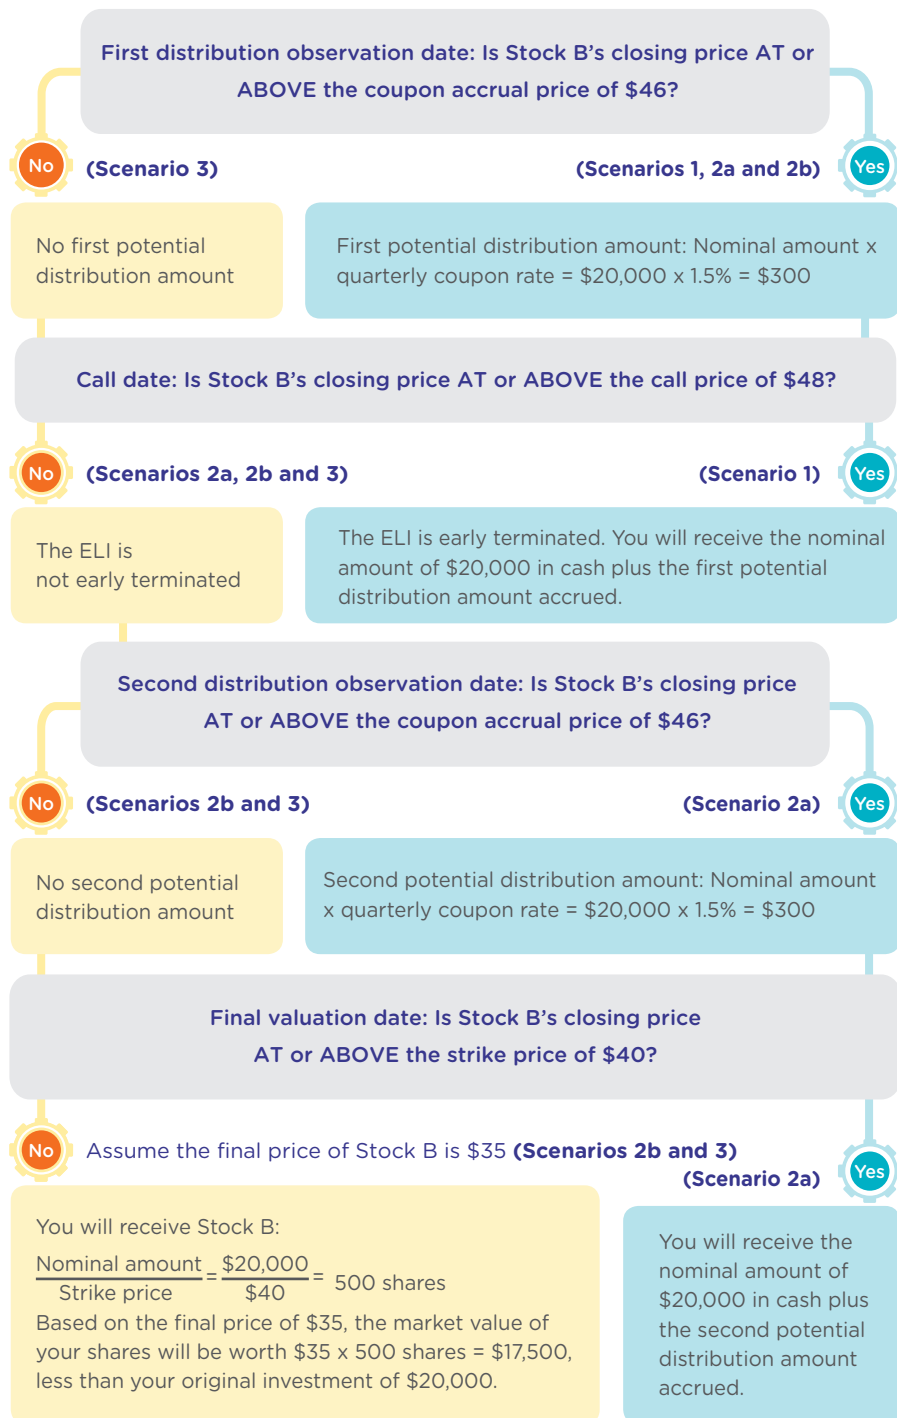 First distribution observation date: Is Stock B's closing price AT or
ABOVE the coupon accrual price of $46?
No
(Scenario 3)
(Scenarios 1, 2a and 2b)
Yes
No first potential
distribution amount
First potential distribution amount: Nominal amount x
quarterly coupon rate = $20,000 x 1.5% = $300
Call date: Is Stock B's closing price AT or ABOVE the call price of $48?
No
(Scenarios 2a, 2b and 3)
(Scenario 1)
Yes
The ELI is
not early terminated
The ELI is early terminated. You will receive the nominal
amount of $20,000 in cash plus the first potential
distribution amount accrued.
Second distribution observation date: Is Stock B's closing price
AT or ABOVE the coupon accrual price of $46?
No
(Scenarios 2b and 3)
(Scenario 2a)
Yes
No second potential
distribution amount
Second potential distribution amount: Nominal amount
x quarterly coupon rate = $20,000 x 1.5% = $300
Final valuation date: Is Stock B's closing price
AT or ABOVE the strike price of $40?
No
Assume the final price of Stock B is $35 (Scenarios 2b and 3)
(Scenario 2a)
Yes
You will receive Stock B:
Nominal amount
Strike price
=
$20,000
$40
=
500 shares
Based on the final price of $35, the market value of
your shares will be worth $35 x 500 shares = $17,500,
less than your original investment of $20,000.
You will receive the
nominal amount of
$20,000 in cash plus
the second potential
distribution amount
accrued.